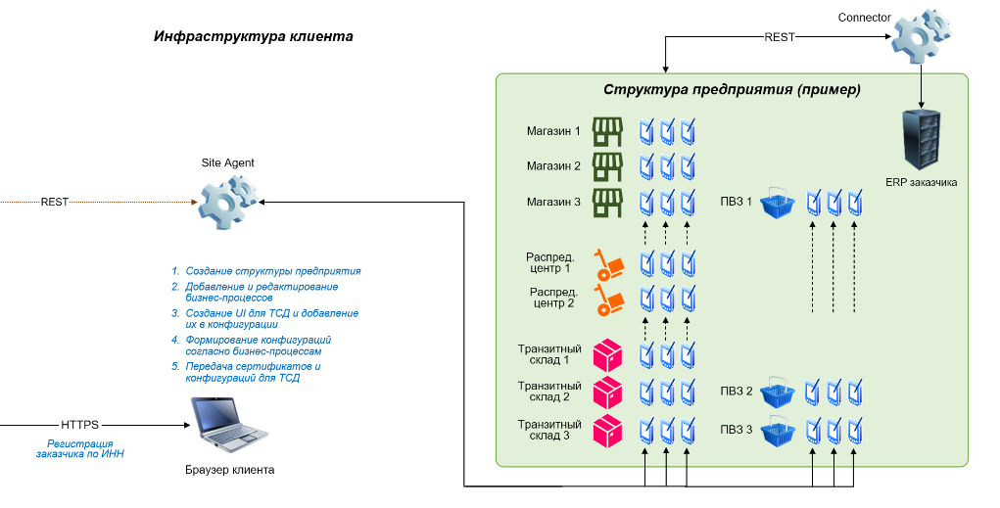 Инфраструктура клиента
Connector
REST
Структура предприятия (пример)
Магазин 1
Магазин 2
Магазин 3
ПВЗ 1
ERP заказчика
Site Agent
REST
Распред.
центр 1
Распред.
центр 2
1. Создание структуры предприятия
2. Добавление и редактирование
бизнес-процессов
3. Создание UI для ТСД и добавление
их в конфигурации
4. Формирование конфигураций
согласно бизнес-процессам
5. Передача сертификатов и
конфигураций для ТСД
Транзитный
склад 1
Транзитный
склад 2
ПВЗ 2
Транзитный
склад 3
ПВЗ 3
HTTPS
Регистрация
заказчика по ИНН
Браузер клиента